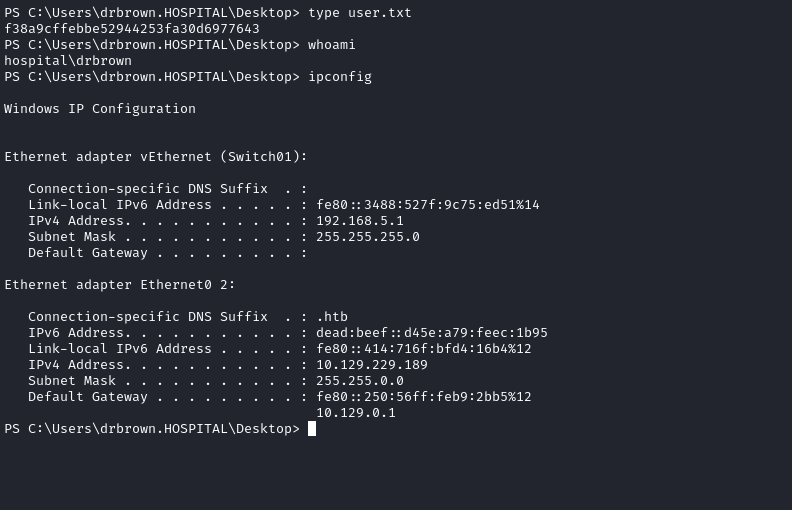 PS C:\Users\drbrown.HOSPITAL\Desktop> type user.txt
f38a9cffebbe52944253fa30d6977643
PS C:\Users\drbrown.HOSPITAL\Desktop> whoami
hospital\drbrown
PS C:\Users\drbrown.HOSPITAL\Desktop> ipconfig
Windows IP Configuration
Ethernet adapter vEthernet (Switch01):
Connection-specific DNS Suffix  . :
Link-local IPv6 Address . . . . . : fe80::3488:527f:9c75:ed51%14
IPv4 Address. . . . . . . . . . . : 192.168.5.1
Subnet Mask . . . . . . . . . . . : 255.255.255.0
Default Gateway . . . . . . . . . :
Ethernet adapter Ethernet0 2:
Connection-specific DNS Suffix  . : .htb
IPv6 Address. . . . . . . . . . . : dead:beef::d45e:a79:feec:1b95
Link-local IPv6 Address . . . . . : fe80::414:716f:bfd4:16b4%12
IPv4 Address. . . . . . . . . . . : 10.129.229.189
Subnet Mask . . . . . . . . . . . : 255.255.0.0
Default Gateway . . . . . . . . . : fe80::250:56ff:feb9:2bb5%12
10.129.0.1
PS C:\Users\drbrown.HOSPITAL\Desktop>